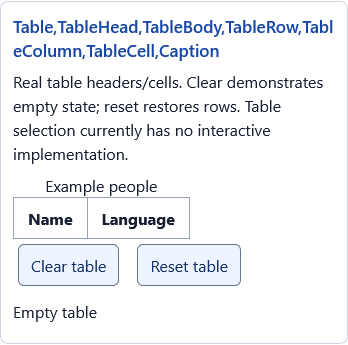 Table,TableHead,TableBody,TableRow,Tabl
eColumn,TableCell,Caption
Real table headers/cells. Clear demonstrates
empty state; reset restores rows. Table
selection currently has no interactive
implementation.
Example people
Name Language
Clear table Reset table
Empty table